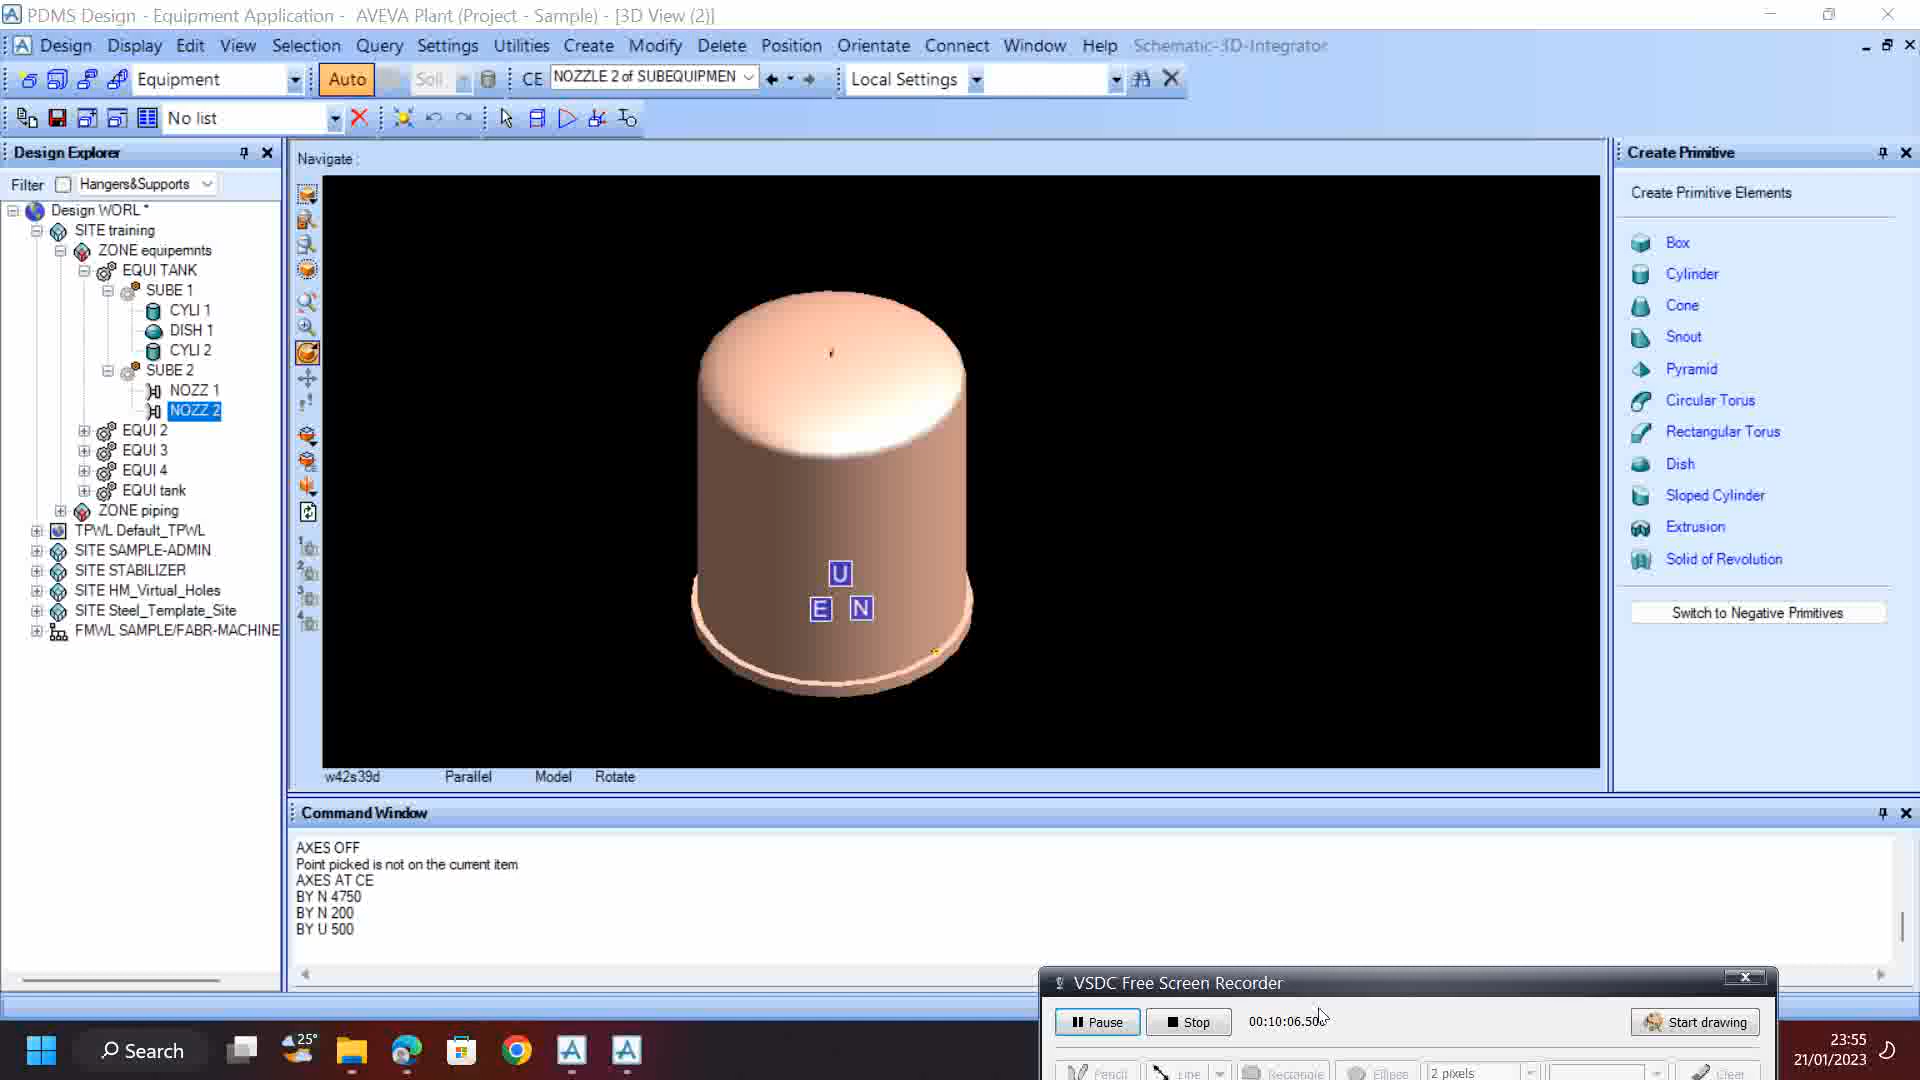 PDMS Design - Equipment Application - AVEVA Plant (Project - Sample) - [3D View (2)]
Design Display Edit View Selection Query Settings Utilities Create Modify Delete Position Orientate Connect Window Help Schematic-3D-Integrator
Equipment Auto CE NOZZLE 2 of SUBEQUIPMEN Local Settings
No list
Design Explorer
Filter Hangers&Supports
Design WORL *
SITE training
ZONE equipemnts
EQUI TANK
SUBE 1
CYLI 1
DISH 1
CYLI 2
SUBE 2
NOZZ 1
NOZZ 2
EQUI 2
EQUI 3
EQUI 4
EQUI tank
ZONE piping
TPWL Default_TPWL
SITE SAMPLE-ADMIN
SITE STABILIZER
SITE HM_Virtual_Holes
SITE Steel_Template_Site
FMWL SAMPLE/FABR-MACHINE
Navigate :
CE
1
2
3
4
U
E N
w42s39d Parallel Model Rotate
Create Primitive
Create Primitive Elements
Box
Cylinder
Cone
Snout
Pyramid
Circular Torus
Rectangular Torus
Dish
Sloped Cylinder
Extrusion
Solid of Revolution
Switch to Negative Primitives
Command Window
AXES OFF
Point picked is not on the current item
AXES AT CE
BY N 4750
BY N 200
BY U 500
VSDC Free Screen Recorder
Pause Stop 00:10:06.50 Start drawing
Pencil Line Rectangle Ellipse 2 pixels Clear
Search 25°
23:55
21/01/2023